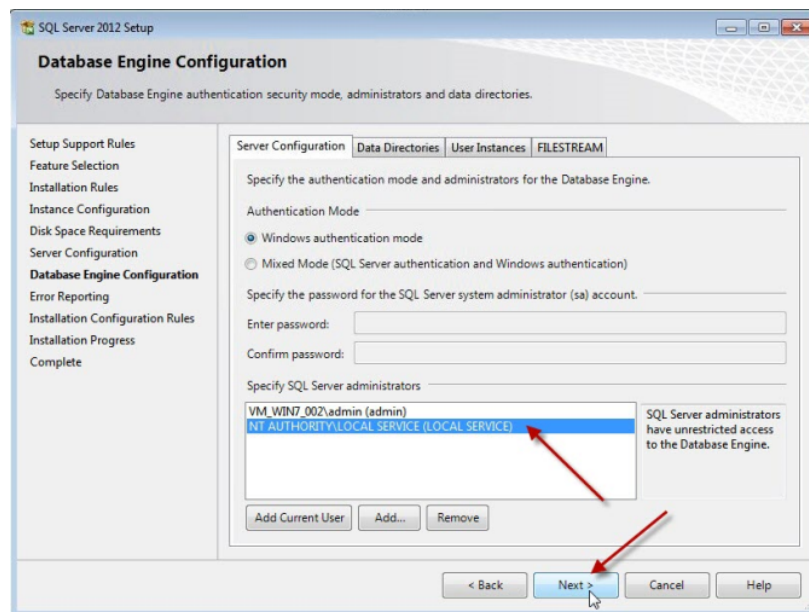 SQL Server 2012 Setup
Database Engine Configuration
Specify Database Engine authentication security mode, administrators and data directories.
Setup Support Rules
Feature Selection
Installation Rules
Instance Configuration
Disk Space Requirements
Server Configuration
Database Engine Configuration
Error Reporting
Installation Configuration Rules
Installation Progress
Complete
Server Configuration Data Directories User Instances FILESTREAM
Specify the authentication mode and administrators for the Database Engine.
Authentication Mode
Windows authentication mode
Mixed Mode (SQL Server authentication and Windows authentication)
Specify the password for the SQL Server system administrator (sa) account.
Enter password:
Confirm password:
Specify SQL Server administrators
VM_WIN7_002\admin (admin)
NT AUTHORITY\LOCAL SERVICE (LOCAL SERVICE)
SQL Server administrators
have unrestricted access
to the Database Engine.
Add Current User Add... Remove
< Back Next > Cancel Help